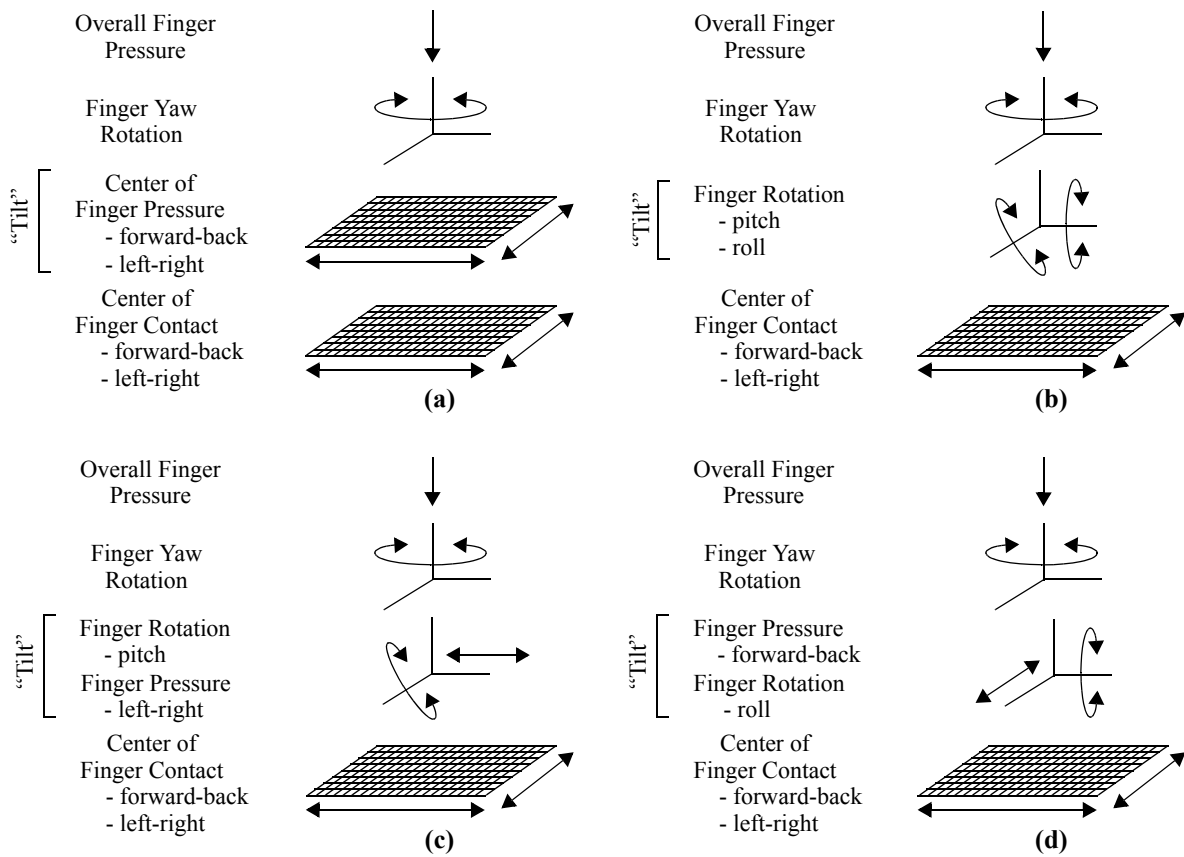 Overall Finger
Pressure
Finger Yaw
Rotation
“Tilt”
Center of
Finger Pressure
- forward-back
- left-right
Center of
Finger Contact
- forward-back
- left-right
(a)
Overall Finger
Pressure
Finger Yaw
Rotation
“Tilt”
Finger Rotation
- pitch
- roll
Center of
Finger Contact
- forward-back
- left-right
(b)
Overall Finger
Pressure
Finger Yaw
Rotation
“Tilt”
Finger Rotation
- pitch
Finger Pressure
- left-right
Center of
Finger Contact
- forward-back
- left-right
(c)
Overall Finger
Pressure
Finger Yaw
Rotation
“Tilt”
Finger Pressure
- forward-back
Finger Rotation
- roll
Center of
Finger Contact
- forward-back
- left-right
(d)